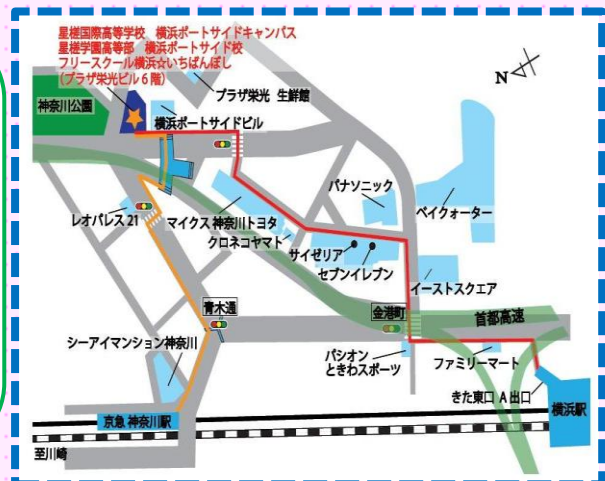 星槎国際高等学校 横浜ポートサイドキャンパス
星槎学園高等部 横浜ポートサイド校
フリースクール横浜☆いちばんぼし
(プラザ栄光ビル6階)
N
神奈川公園
プラザ栄光 生鮮館
横浜ポートサイドビル
パナソニック
ベイクォーター
レオパレス21
マイクス 神奈川トヨタ
クロネコヤマト
サイゼリア
セブンイレブン
イーストスクエア
青木通
金港町
首都高速
シーアイマンション神奈川
パシオン
ときわスポーツ
ファミリーマート
きた東口 A出口
横浜駅
京急 神奈川駅
至川崎